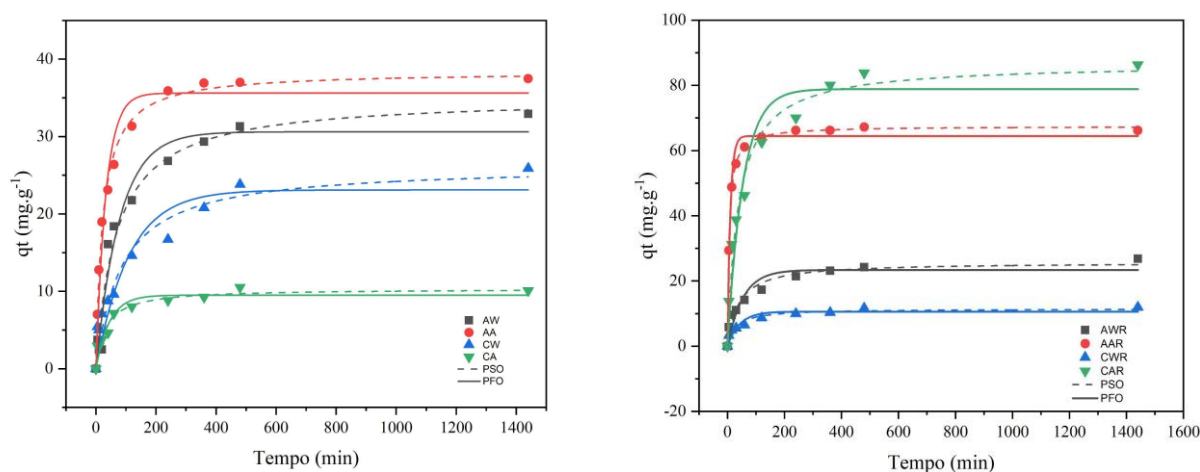 40
30
20
10
0
qt (mg.g-1)
0 200 400 600 800 1000 1200 1400
Tempo (min)
AW
AA
CW
CA
PSO
PFO
100
80
60
40
20
0
-20
qt (mg.g-1)
0 200 400 600 800 1000 1200 1400 1600
Tempo (min)
AWR
AAR
CWR
CAR
PSO
PFO